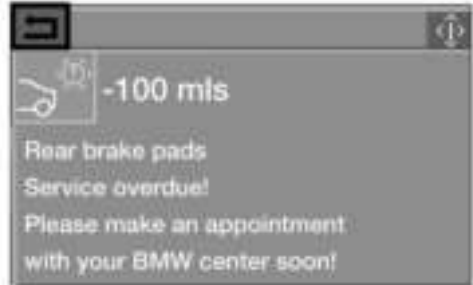 -100 mls
Rear brake pads
Service overdue!
Please make an appointment
with your BMW center soon!